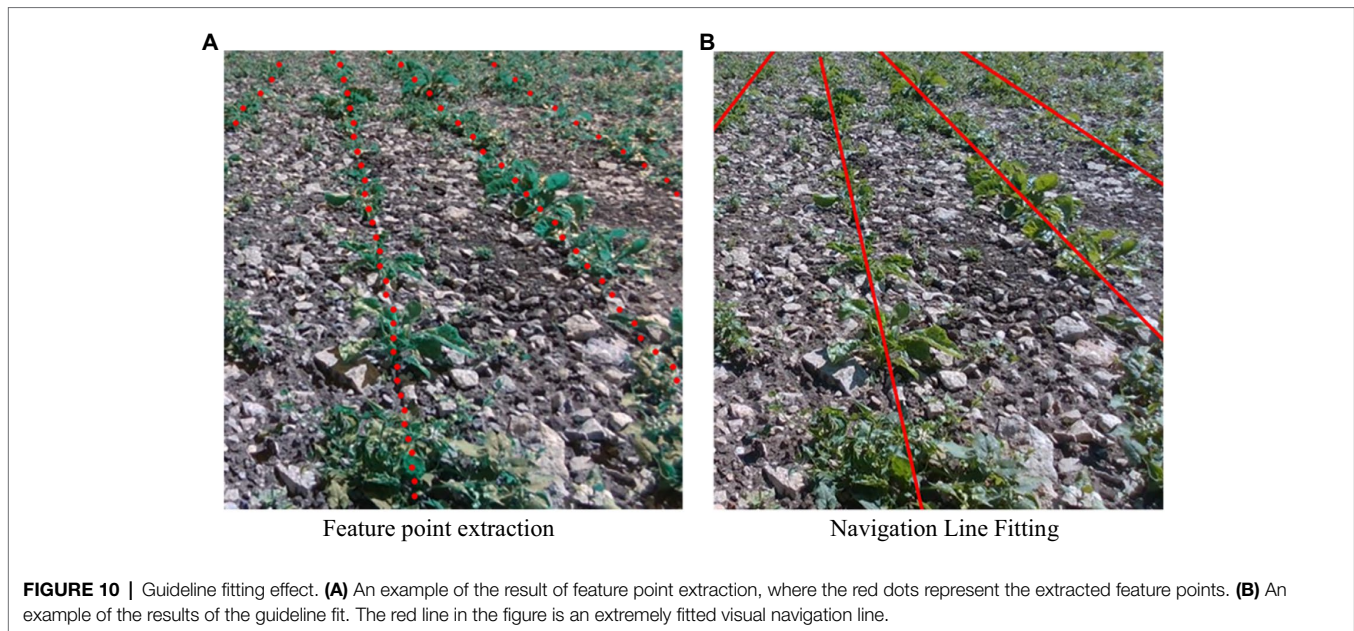 A
B
Feature point extraction
Navigation Line Fitting
FIGURE 10 | Guideline fitting effect. (A) An example of the result of feature point extraction, where the red dots represent the extracted feature points. (B) An
example of the results of the guideline fit. The red line in the figure is an extremely fitted visual navigation line.